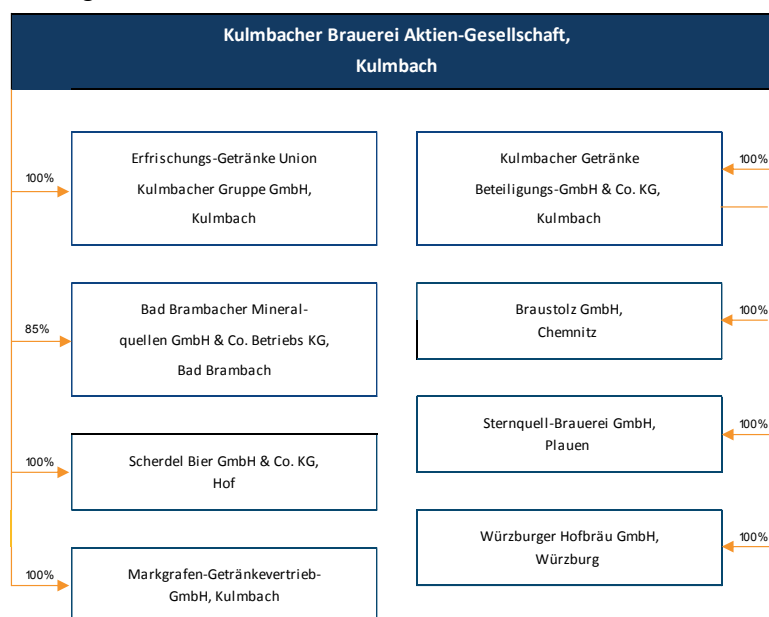 Kulmbacher Brauerei Aktien-Gesellschaft,
Kulmbach
100%
Erfrischungs-Getränke Union
Kulmbacher Gruppe GmbH,
Kulmbach
Kulmbacher Getränke
Beteiligungs-GmbH & Co. KG,
Kulmbach
100%
85%
Bad Brambacher Mineral-
quellen GmbH & Co. Betriebs KG,
Bad Brambach
Braustolz GmbH,
Chemnitz
100%
100%
Scherdel Bier GmbH & Co. KG,
Hof
Sternquell-Brauerei GmbH,
Plauen
100%
100%
Markgrafen-Getränkevertrieb-
GmbH, Kulmbach
Würzburger Hofbräu GmbH,
Würzburg
100%